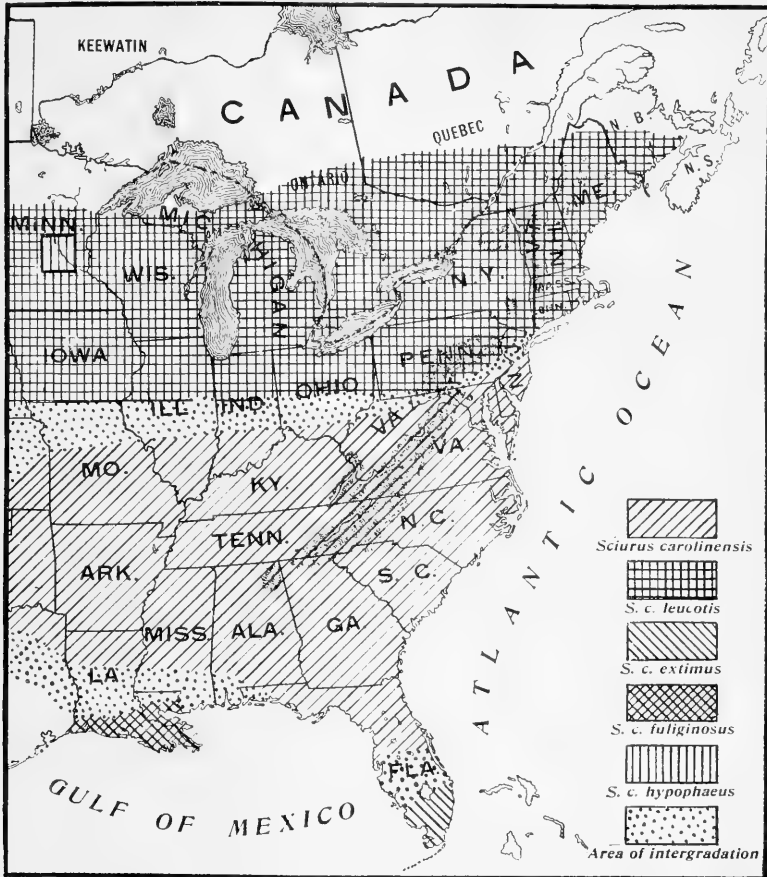 KEEWATIN
CANADA
QUEBEC
ONTARIO
N.B.
N.S.
ME.
MINN.
MICHIGAN
WIS.
N.Y.
MASS.
CONN.
IOWA
PENN.
ILL
IND.
OHIO
N
VA
VA
MO.
KY.
TENN.
N.C.
ARK.
S.C.
MISS.
ALA.
GA.
LA
FLA
GULF OF MEXICO
ATLANTIC OCEAN
Sciurus carolinensis
S. c. leucotis
S. c. extimus
S. c. fuliginosus
S. c. hypophaeus
Area of intergradation